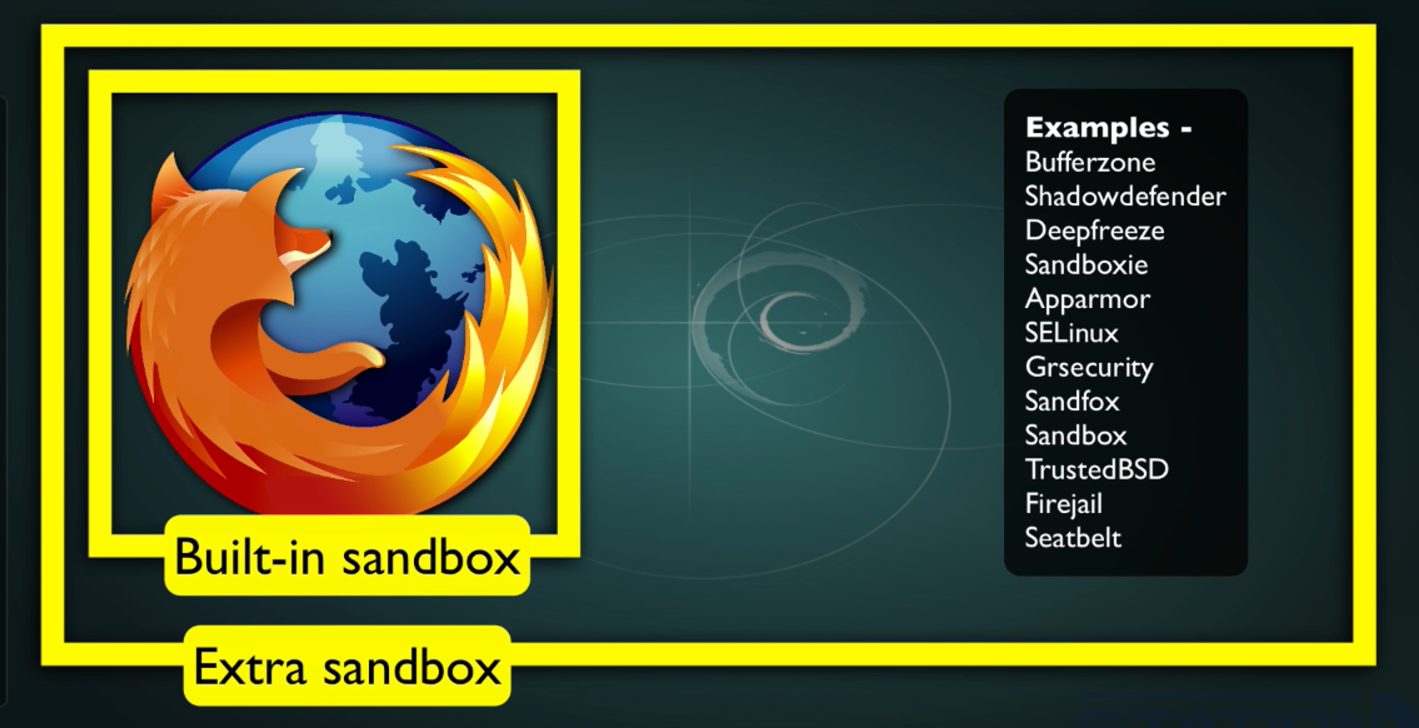 Examples -
Bufferzone
Shadowdefender
Deepfreeze
Sandboxie
Apparmor
SELinux
Grsecurity
Sandfox
Sandbox
TrustedBSD
Firejail
Seatbelt
Built-in sandbox
Extra sandbox